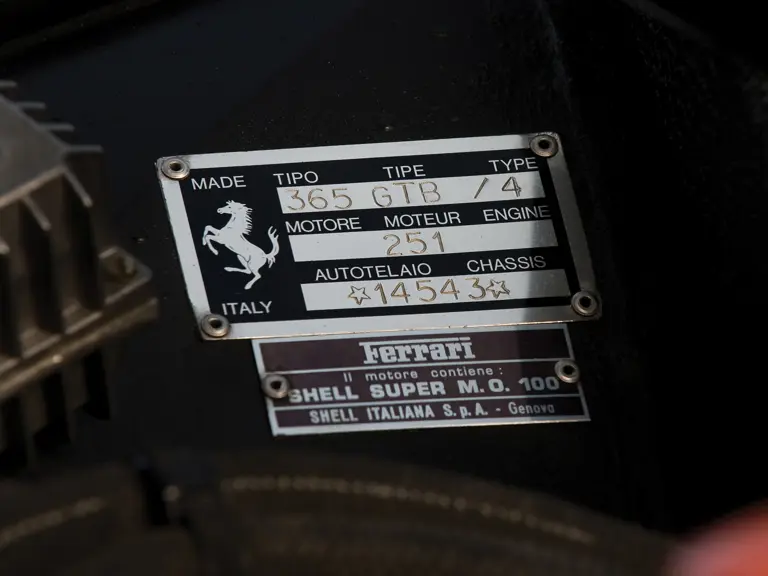 MADE TIPO TIPE TYPE
365 GTB /4
MOTORE MOTEUR ENGINE
251
AUTOTELAIO CHASSIS
☆14543☆
ITALY
Ferrari
Il motore contiene:
SHELL SUPER M.O. 100
SHELL ITALIANA S.p.A. - Genova